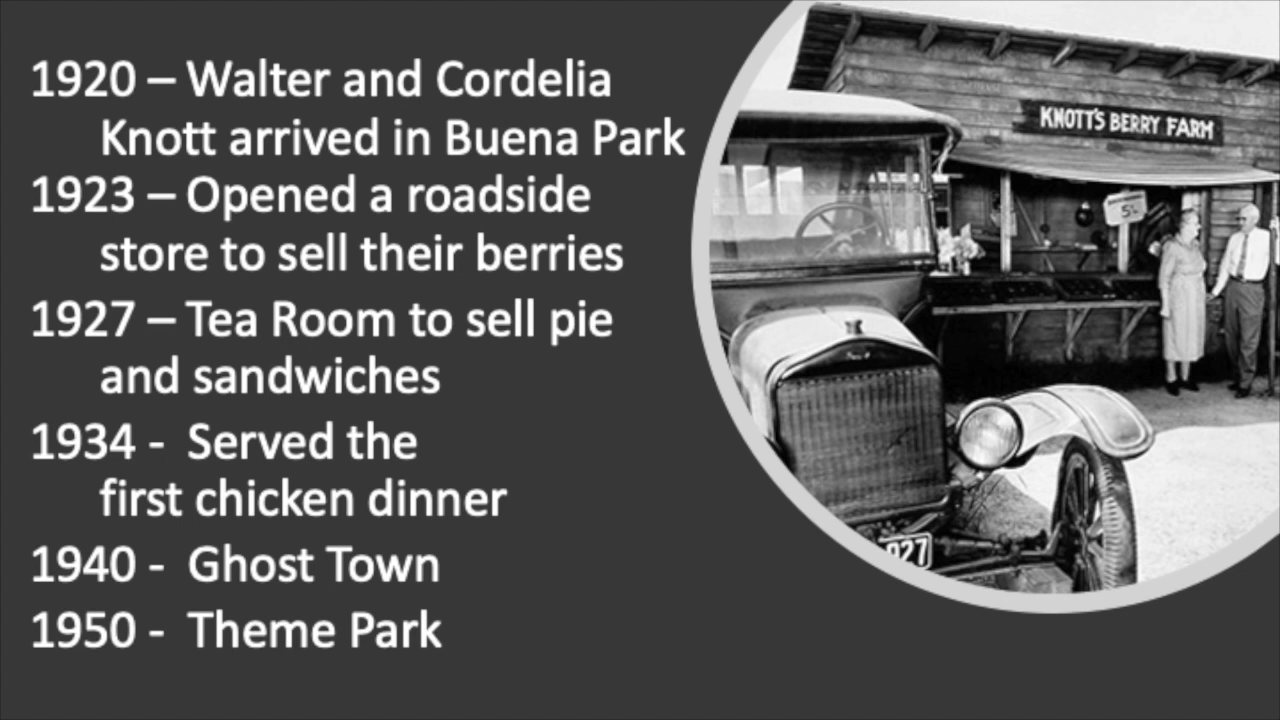 1920 – Walter and Cordelia
Knott arrived in Buena Park
1923 – Opened a roadside
store to sell their berries
1927 – Tea Room to sell pie
and sandwiches
1934 -  Served the
first chicken dinner
1940 -  Ghost Town
1950 -  Theme Park
KNOTT'S BERRY FARM
5¢
927